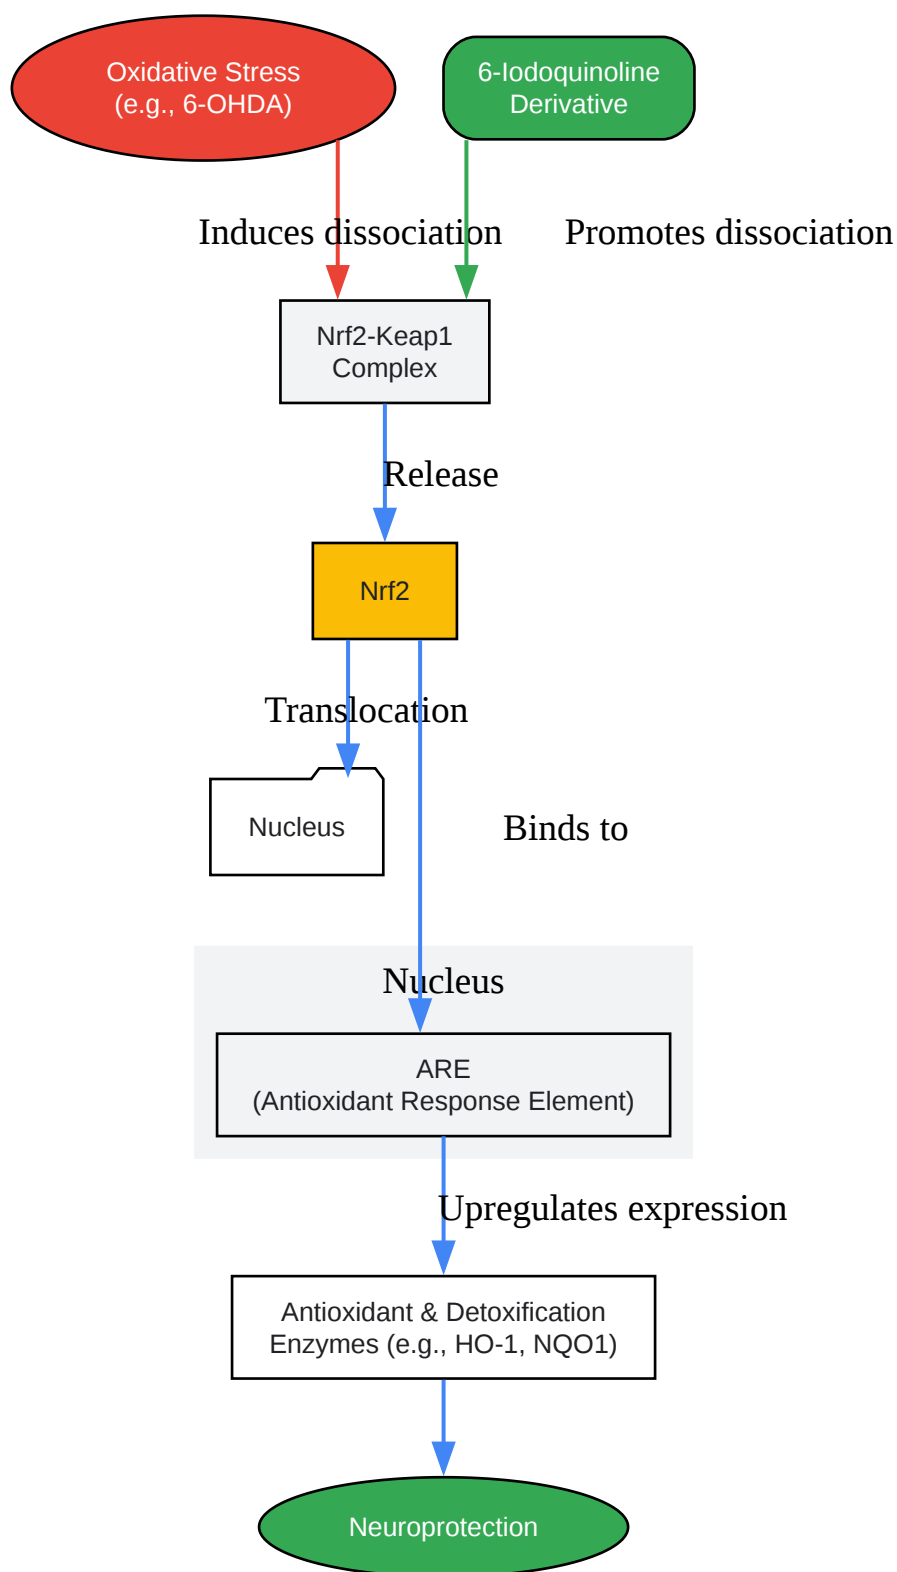 Oxidative Stress
(e.g., 6-OHDA)
6-Iodoquinoline
Derivative
Induces dissociation
Promotes dissociation
Nrf2-Keap1
Complex
Release
Nrf2
Translocation
Nucleus
Binds to
Nucleus
ARE
(Antioxidant Response Element)
Upregulates expression
Antioxidant & Detoxification
Enzymes (e.g., HO-1, NQO1)
Neuroprotection